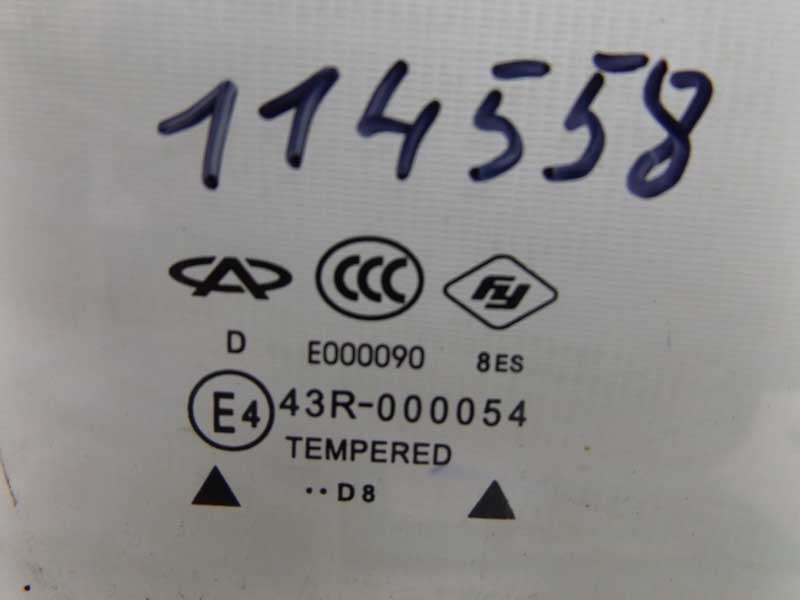 114558
CCC FY
D E000090 8ES
E4 43R-000054
TEMPERED
··D8